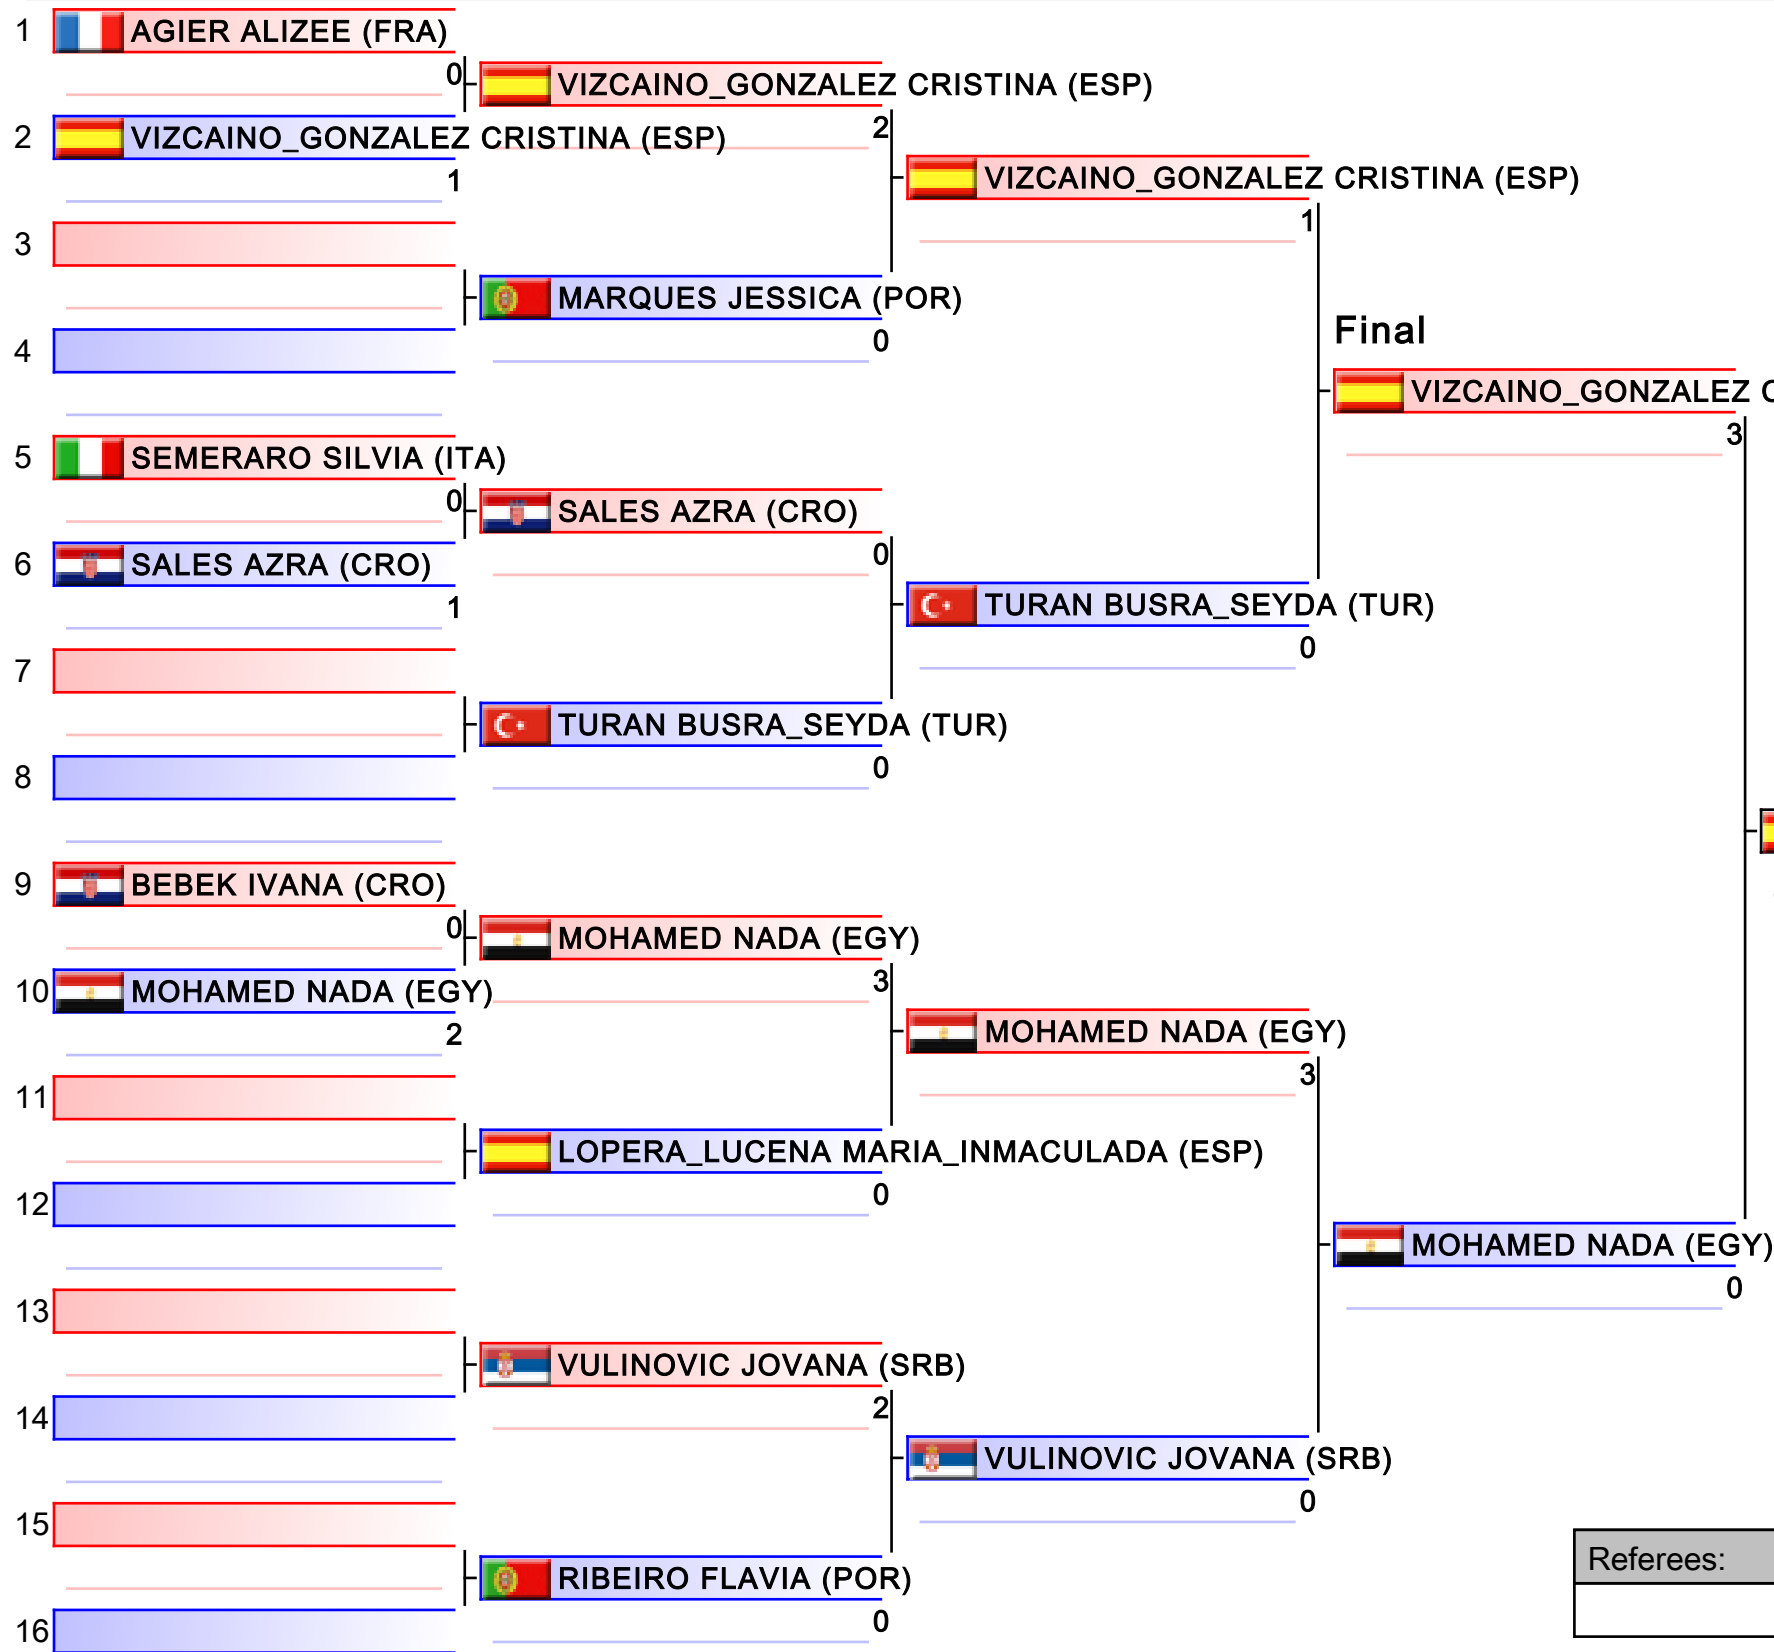 1 AGIER ALIZEE (FRA)
0 VIZCAINO_GONZALEZ CRISTINA (ESP)
2 VIZCAINO_GONZALEZ CRISTINA (ESP)
2
1
VIZCAINO_GONZALEZ CRISTINA (ESP)
1
3
MARQUES JESSICA (POR)
0
4
Final
VIZCAINO_GONZALEZ C
3
5 SEMERARO SILVIA (ITA)
0 SALES AZRA (CRO)
0
6 SALES AZRA (CRO)
1
TURAN BUSRA_SEYDA (TUR)
0
7
TURAN BUSRA_SEYDA (TUR)
0
8
9 BEBEK IVANA (CRO)
0 MOHAMED NADA (EGY)
3
10 MOHAMED NADA (EGY)
2
MOHAMED NADA (EGY)
3
11
LOPERA_LUCENA MARIA_INMACULADA (ESP)
0
12
MOHAMED NADA (EGY)
0
13
VULINOVIC JOVANA (SRB)
2
14
VULINOVIC JOVANA (SRB)
0
15
RIBEIRO FLAVIA (POR)
0
16
Referees: